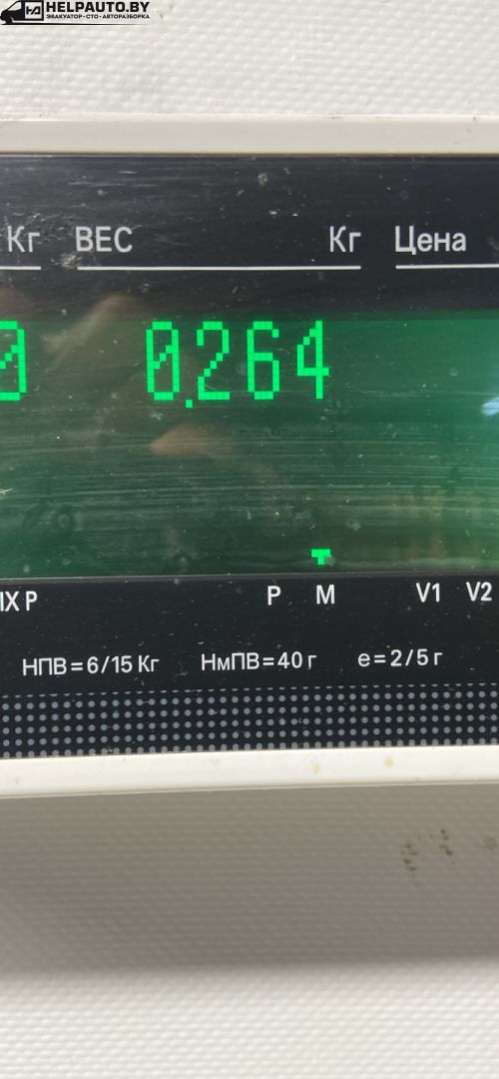 HELPAUTO.BY
ЭВАКУАТОР·СТО·АВТОРАЗБОРКА
Кг ВЕС Кг Цена
0 0.264
IX P P M V1 V2
НПВ=6/15 Кг НмПВ=40 г e=2/5 г